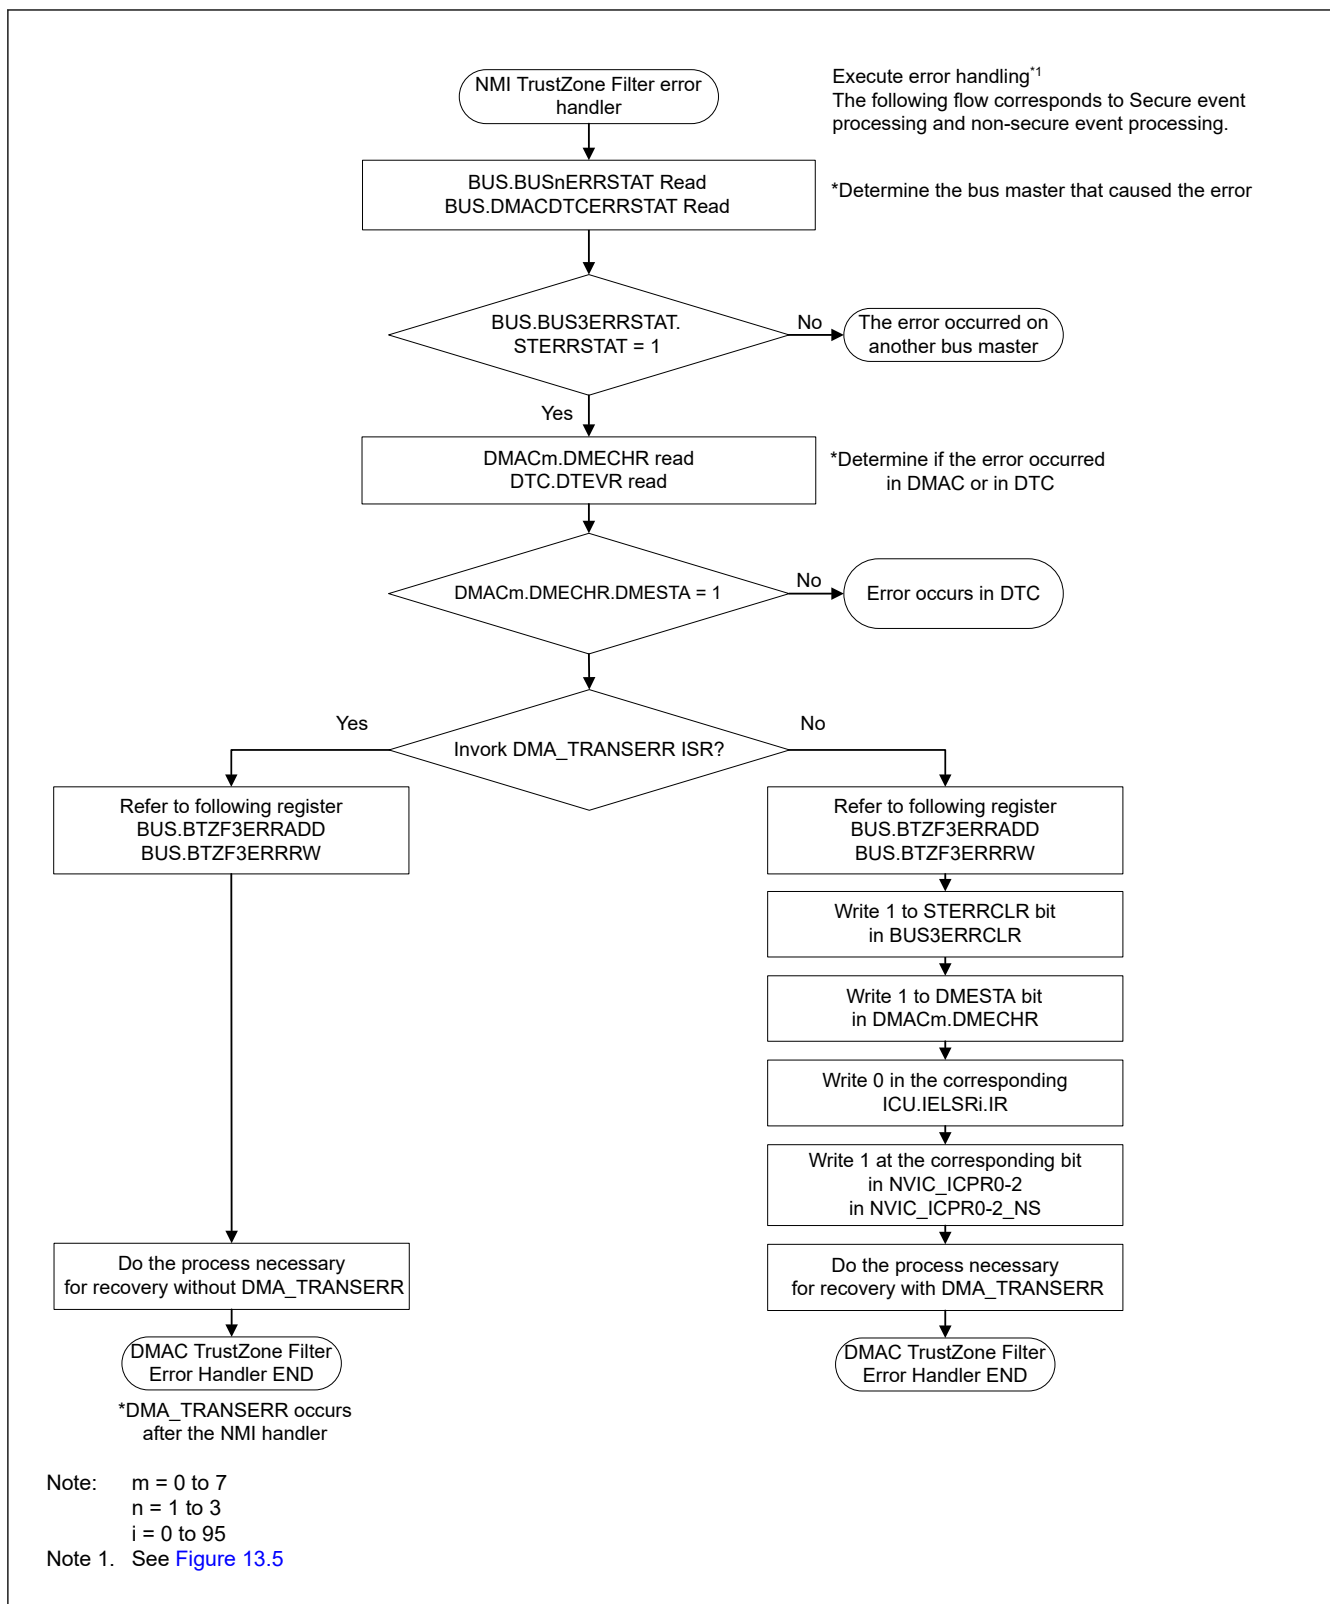 NMI TrustZone Filter error
handler
Execute error handling*1
The following flow corresponds to Secure event
processing and non-secure event processing.
BUS.BUSnERRSTAT Read
BUS.DMACDTCERRSTAT Read
*Determine the bus master that caused the error
BUS.BUS3ERRSTAT.
STERRSTAT = 1
No
The error occurred on
another bus master
Yes
DMACm.DMECHR read
DTC.DTEVR read
*Determine if the error occurred
in DMAC or in DTC
DMACm.DMECHR.DMESTA = 1
No
Error occurs in DTC
Yes
Invork DMA_TRANSERR ISR?
No
Refer to following register
BUS.BTZF3ERRADD
BUS.BTZF3ERRRW
Refer to following register
BUS.BTZF3ERRADD
BUS.BTZF3ERRRW
Write 1 to STERRCLR bit
in BUS3ERRCLR
Write 1 to DMESTA bit
in DMACm.DMECHR
Write 0 in the corresponding
ICU.IELSRi.IR
Write 1 at the corresponding bit
in NVIC_ICPR0-2
in NVIC_ICPR0-2_NS
Do the process necessary
for recovery without DMA_TRANSERR
Do the process necessary
for recovery with DMA_TRANSERR
DMAC TrustZone Filter
Error Handler END
DMAC TrustZone Filter
Error Handler END
*DMA_TRANSERR occurs
after the NMI handler
Note: m = 0 to 7
n = 1 to 3
i = 0 to 95
Note 1. See Figure 13.5